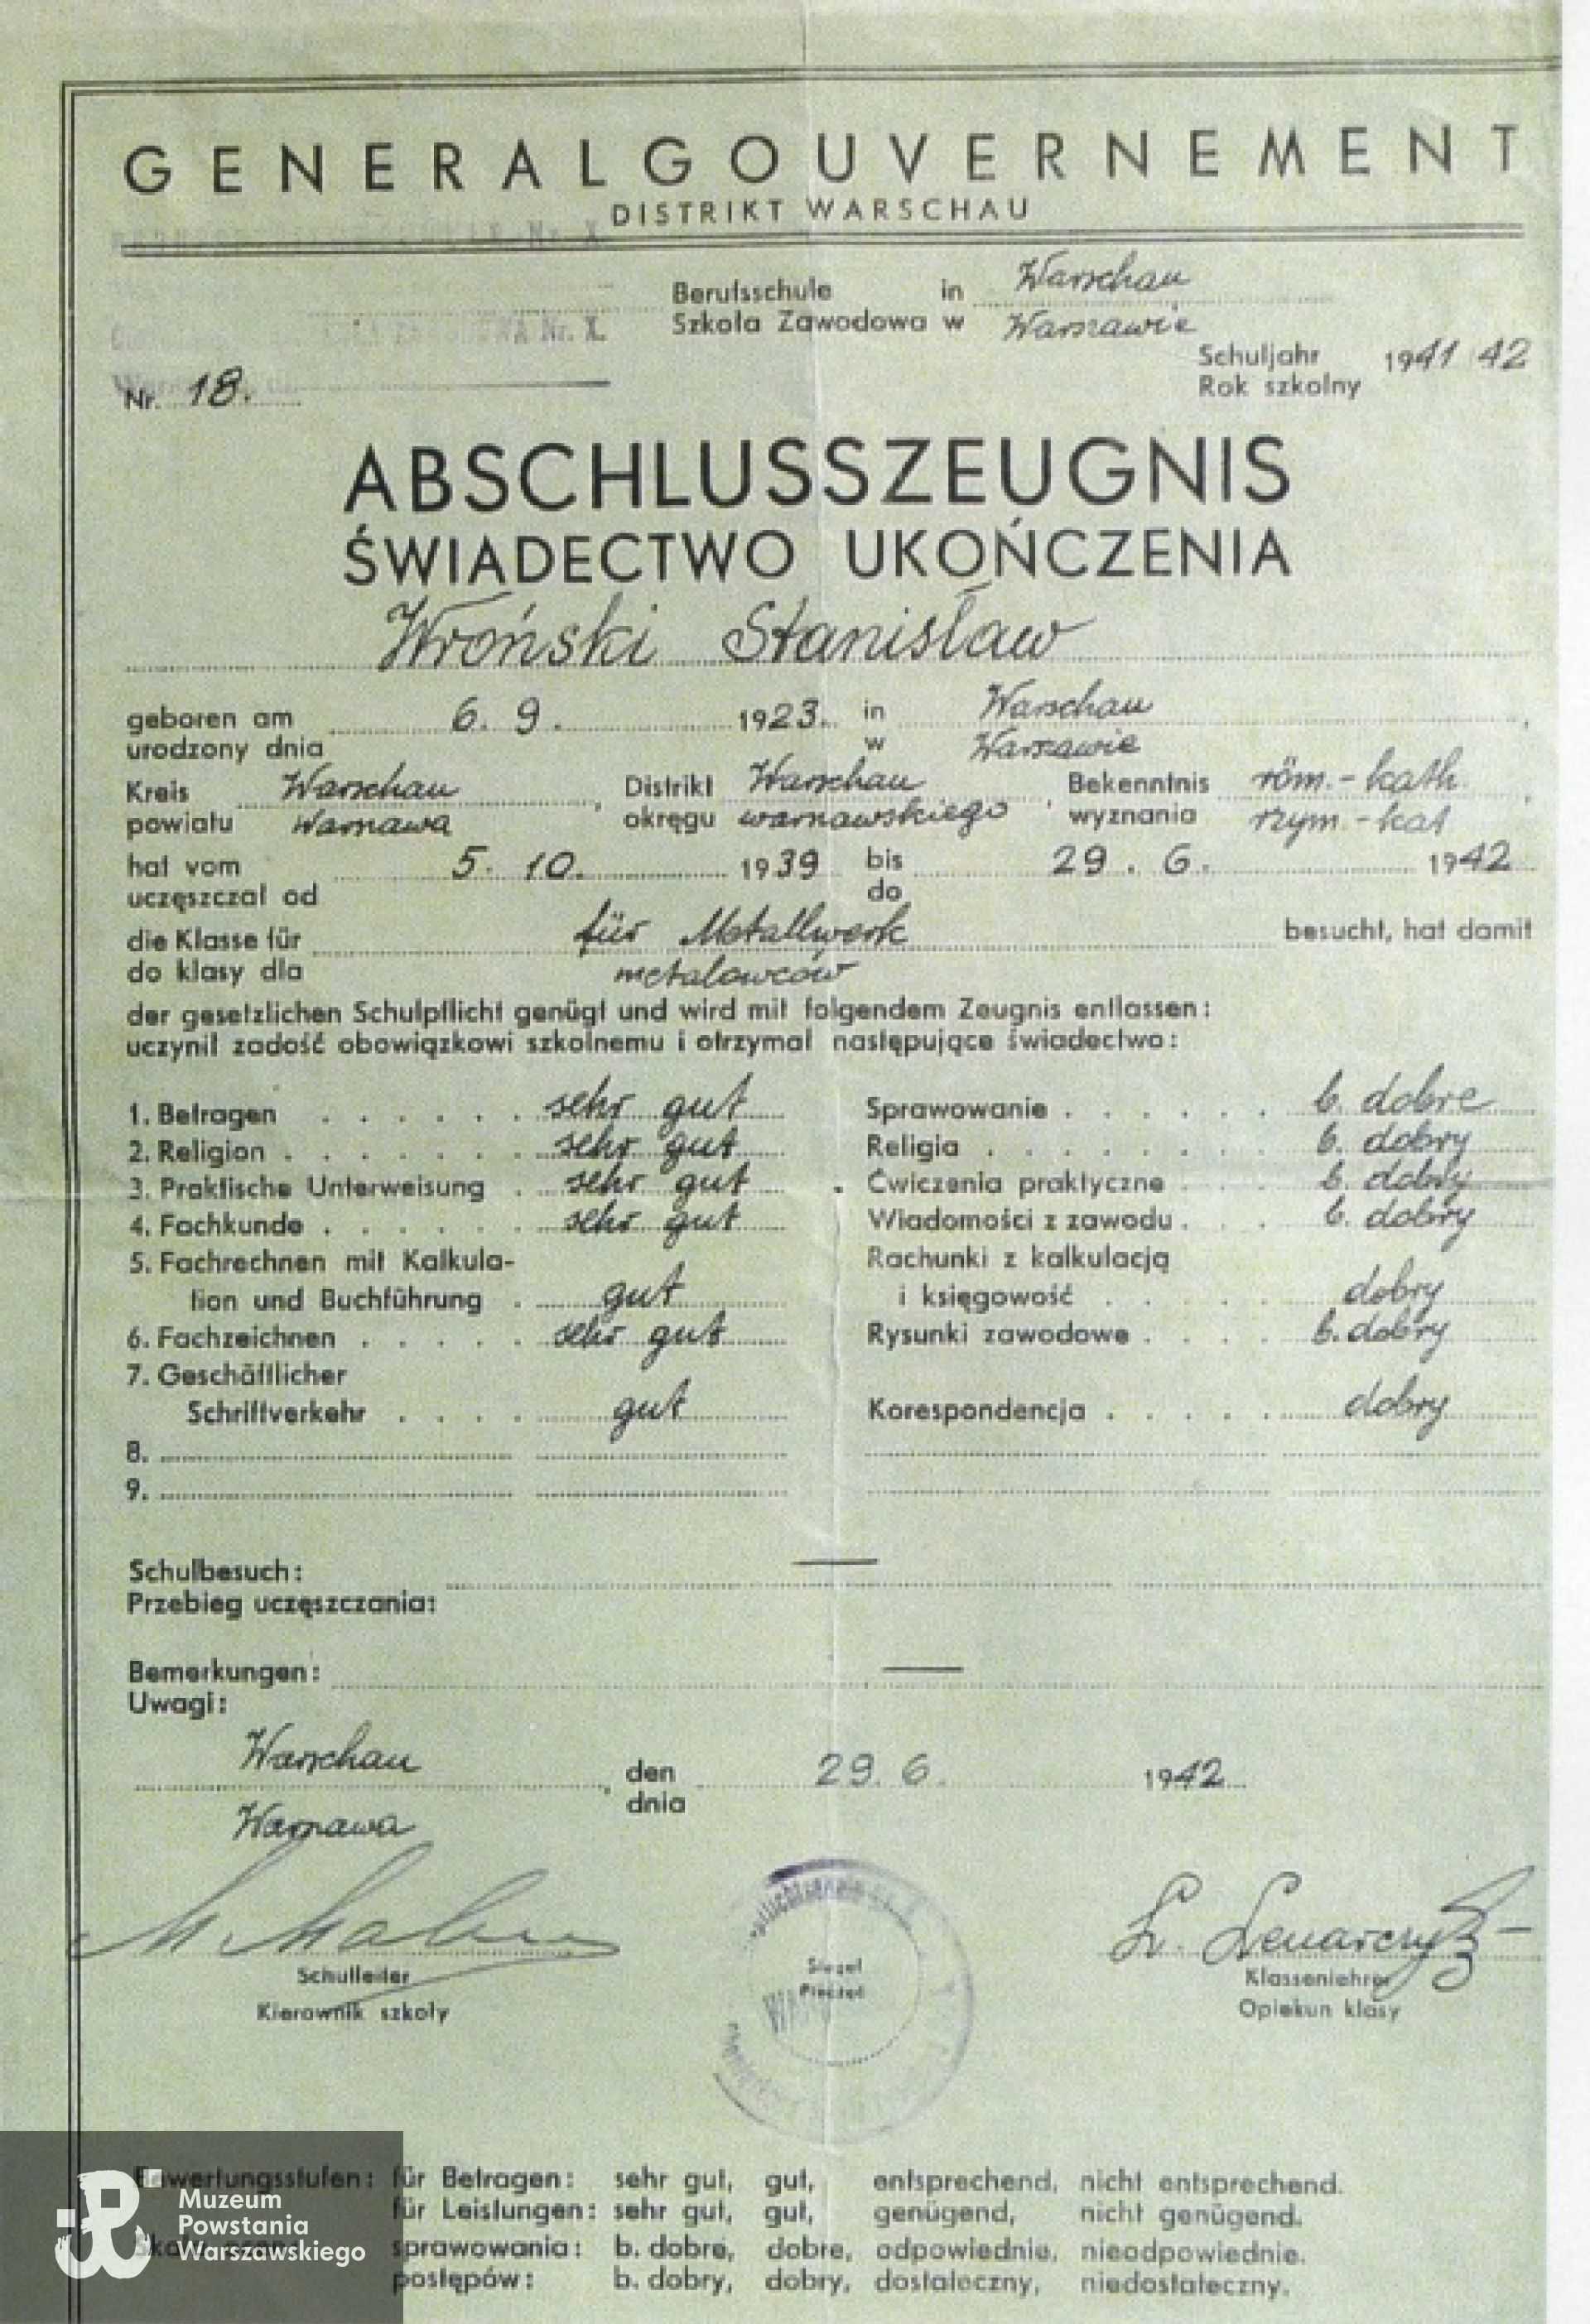 GENERALGOUVERNEMENT
DISTRIKT WARSCHAU
Nr. X
Berufsschule in Warschau
Szkoła Zawodowa w Warszawie
Nr. X.
Schuljahr 1941 42
Rok szkolny
Nr. 18.
ABSCHLUSSZEUGNIS
ŚWIADECTWO UKOŃCZENIA
Wroński Stanisław
geboren am 6. 9. 1923. in Warschau
urodzony dnia w Warszawie
Kreis Warschau, Distrikt Warschau, Bekenntnis röm.-kath.
powiatu Warszawa okręgu warszawskiego wyznania rzym.-kat
hat vom 5. 10. 1939 bis 29. 6. 1942
uczęszczał od do
die Klasse für für Metallwerk besucht, hat damit
do klasy dla metalowców
der gesetzlichen Schulpflicht genügt und wird mit folgendem Zeugnis entlassen:
uczynił zadość obowiązkowi szkolnemu i otrzymał następujące świadectwo:
1. Betragen sehr gut Sprawowanie b. dobre
2. Religion sehr gut Religia b. dobry
3. Praktische Unterweisung sehr gut Ćwiczenia praktyczne b. dobry
4. Fachkunde sehr gut Wiadomości z zawodu b. dobry
5. Fachrechnen mit Kalkula- Rachunki z kalkulacją
tion und Buchführung gut i księgowość dobry
6. Fachzeichnen sehr gut Rysunki zawodowe b. dobry
7. Geschäftlicher
Schriftverkehr gut Korespondencja dobry
8.
9.
Schulbesuch: —
Przebieg uczęszczania:
Bemerkungen: —
Uwagi:
Warschau, den 29. 6. 1942
Warszawa dnia
L. Lenarczyk
Schulleiter Siegel Klassenlehrer
Kierownik szkoły Pieczęć Opiekun klasy
Bewertungsstufen: für Betragen: sehr gut, gut, entsprechend, nicht entsprechend.
für Leistungen: sehr gut, gut, genügend, nicht genügend.
sprawowania: b. dobre, dobre, odpowiednie, nieodpowiednie.
postępów: b. dobry, dobry, dostateczny, niedostateczny.
Muzeum
Powstania
Warszawskiego